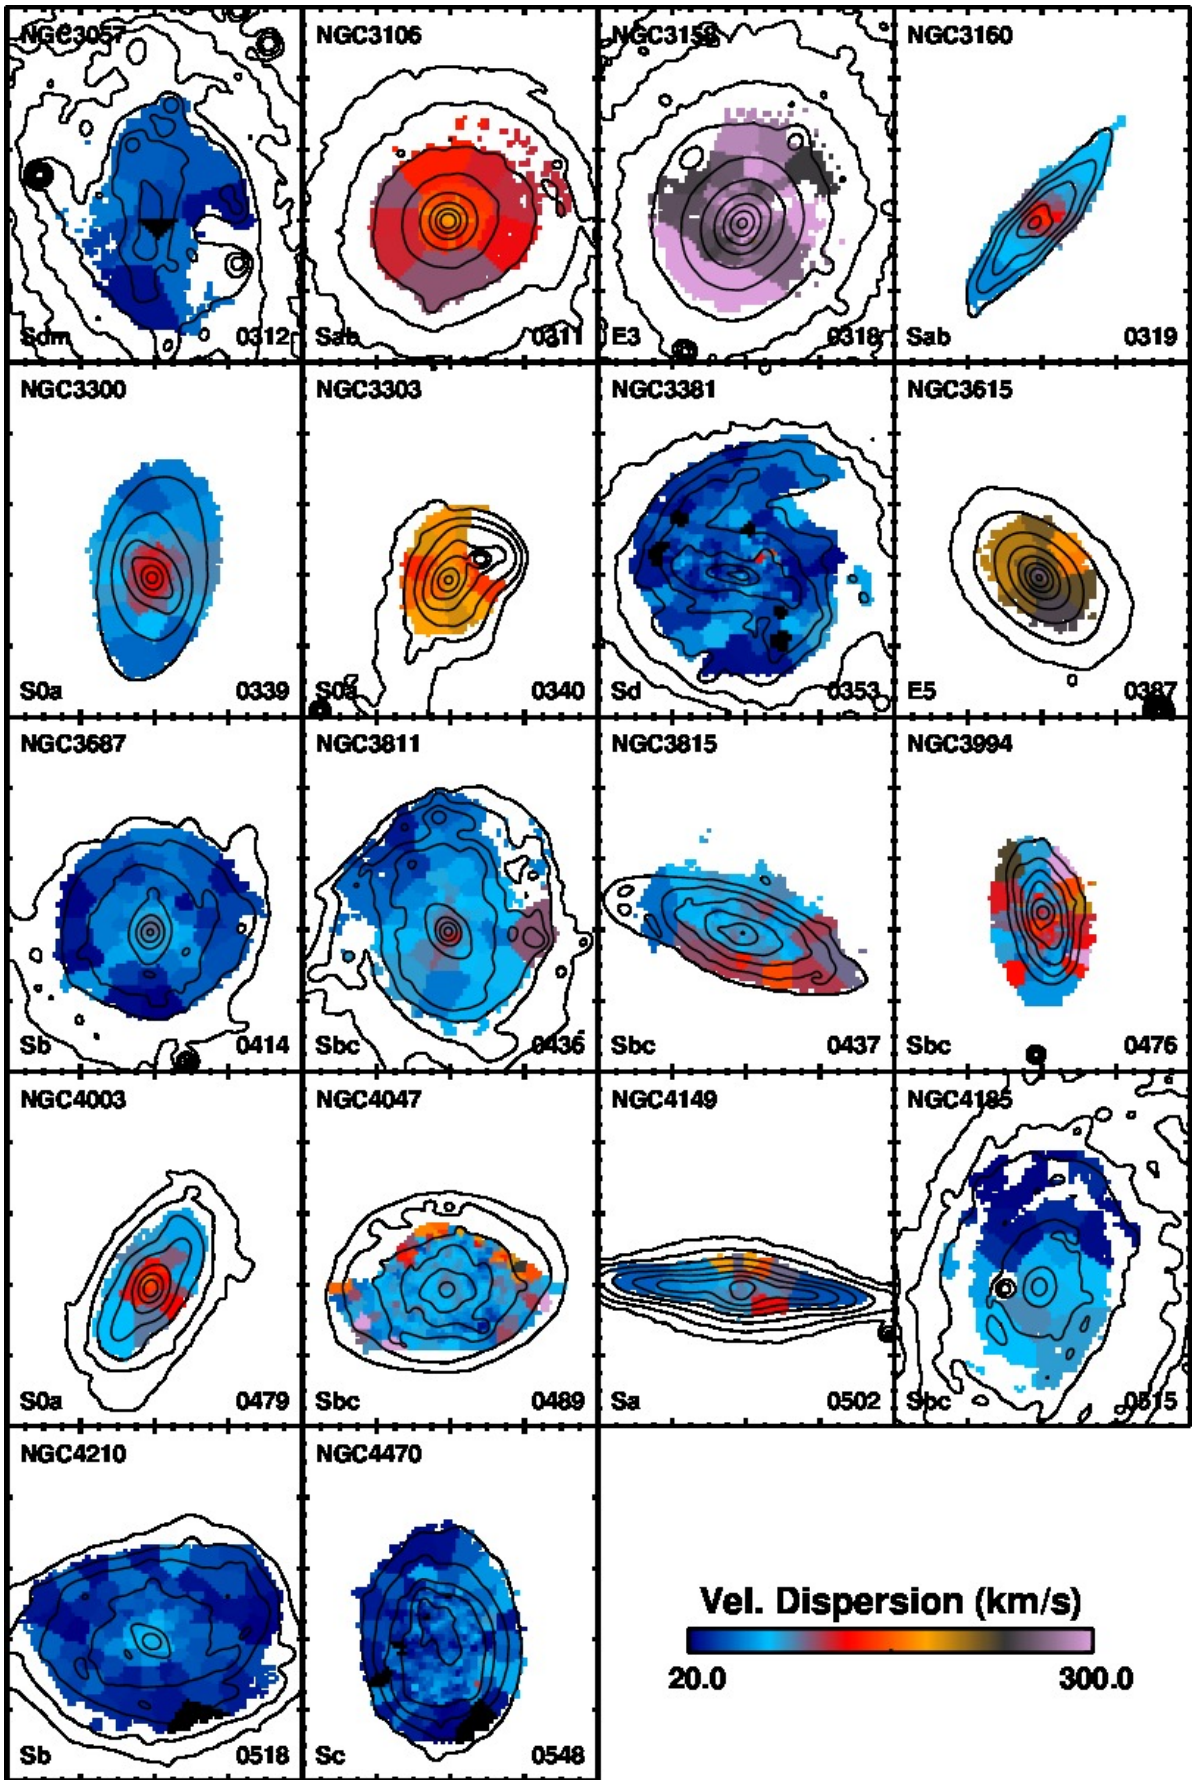 NGC3057 NGC3106 NGC3158 NGC3160
Sdm 0312 Sab 0311 E3 0318 Sab 0319
NGC3300 NGC3303 NGC3381 NGC3615
S0a 0339 S0a 0340 Sd 0353 E5 0387
NGC3687 NGC3811 NGC3815 NGC3994
Sb 0414 Sbc 0436 Sbc 0437 Sbc 0476
NGC4003 NGC4047 NGC4149 NGC4185
S0a 0479 Sbc 0489 Sa 0502 Sbc 0515
NGC4210 NGC4470
Vel. Dispersion (km/s)
20.0 300.0
Sb 0518 Sc 0548